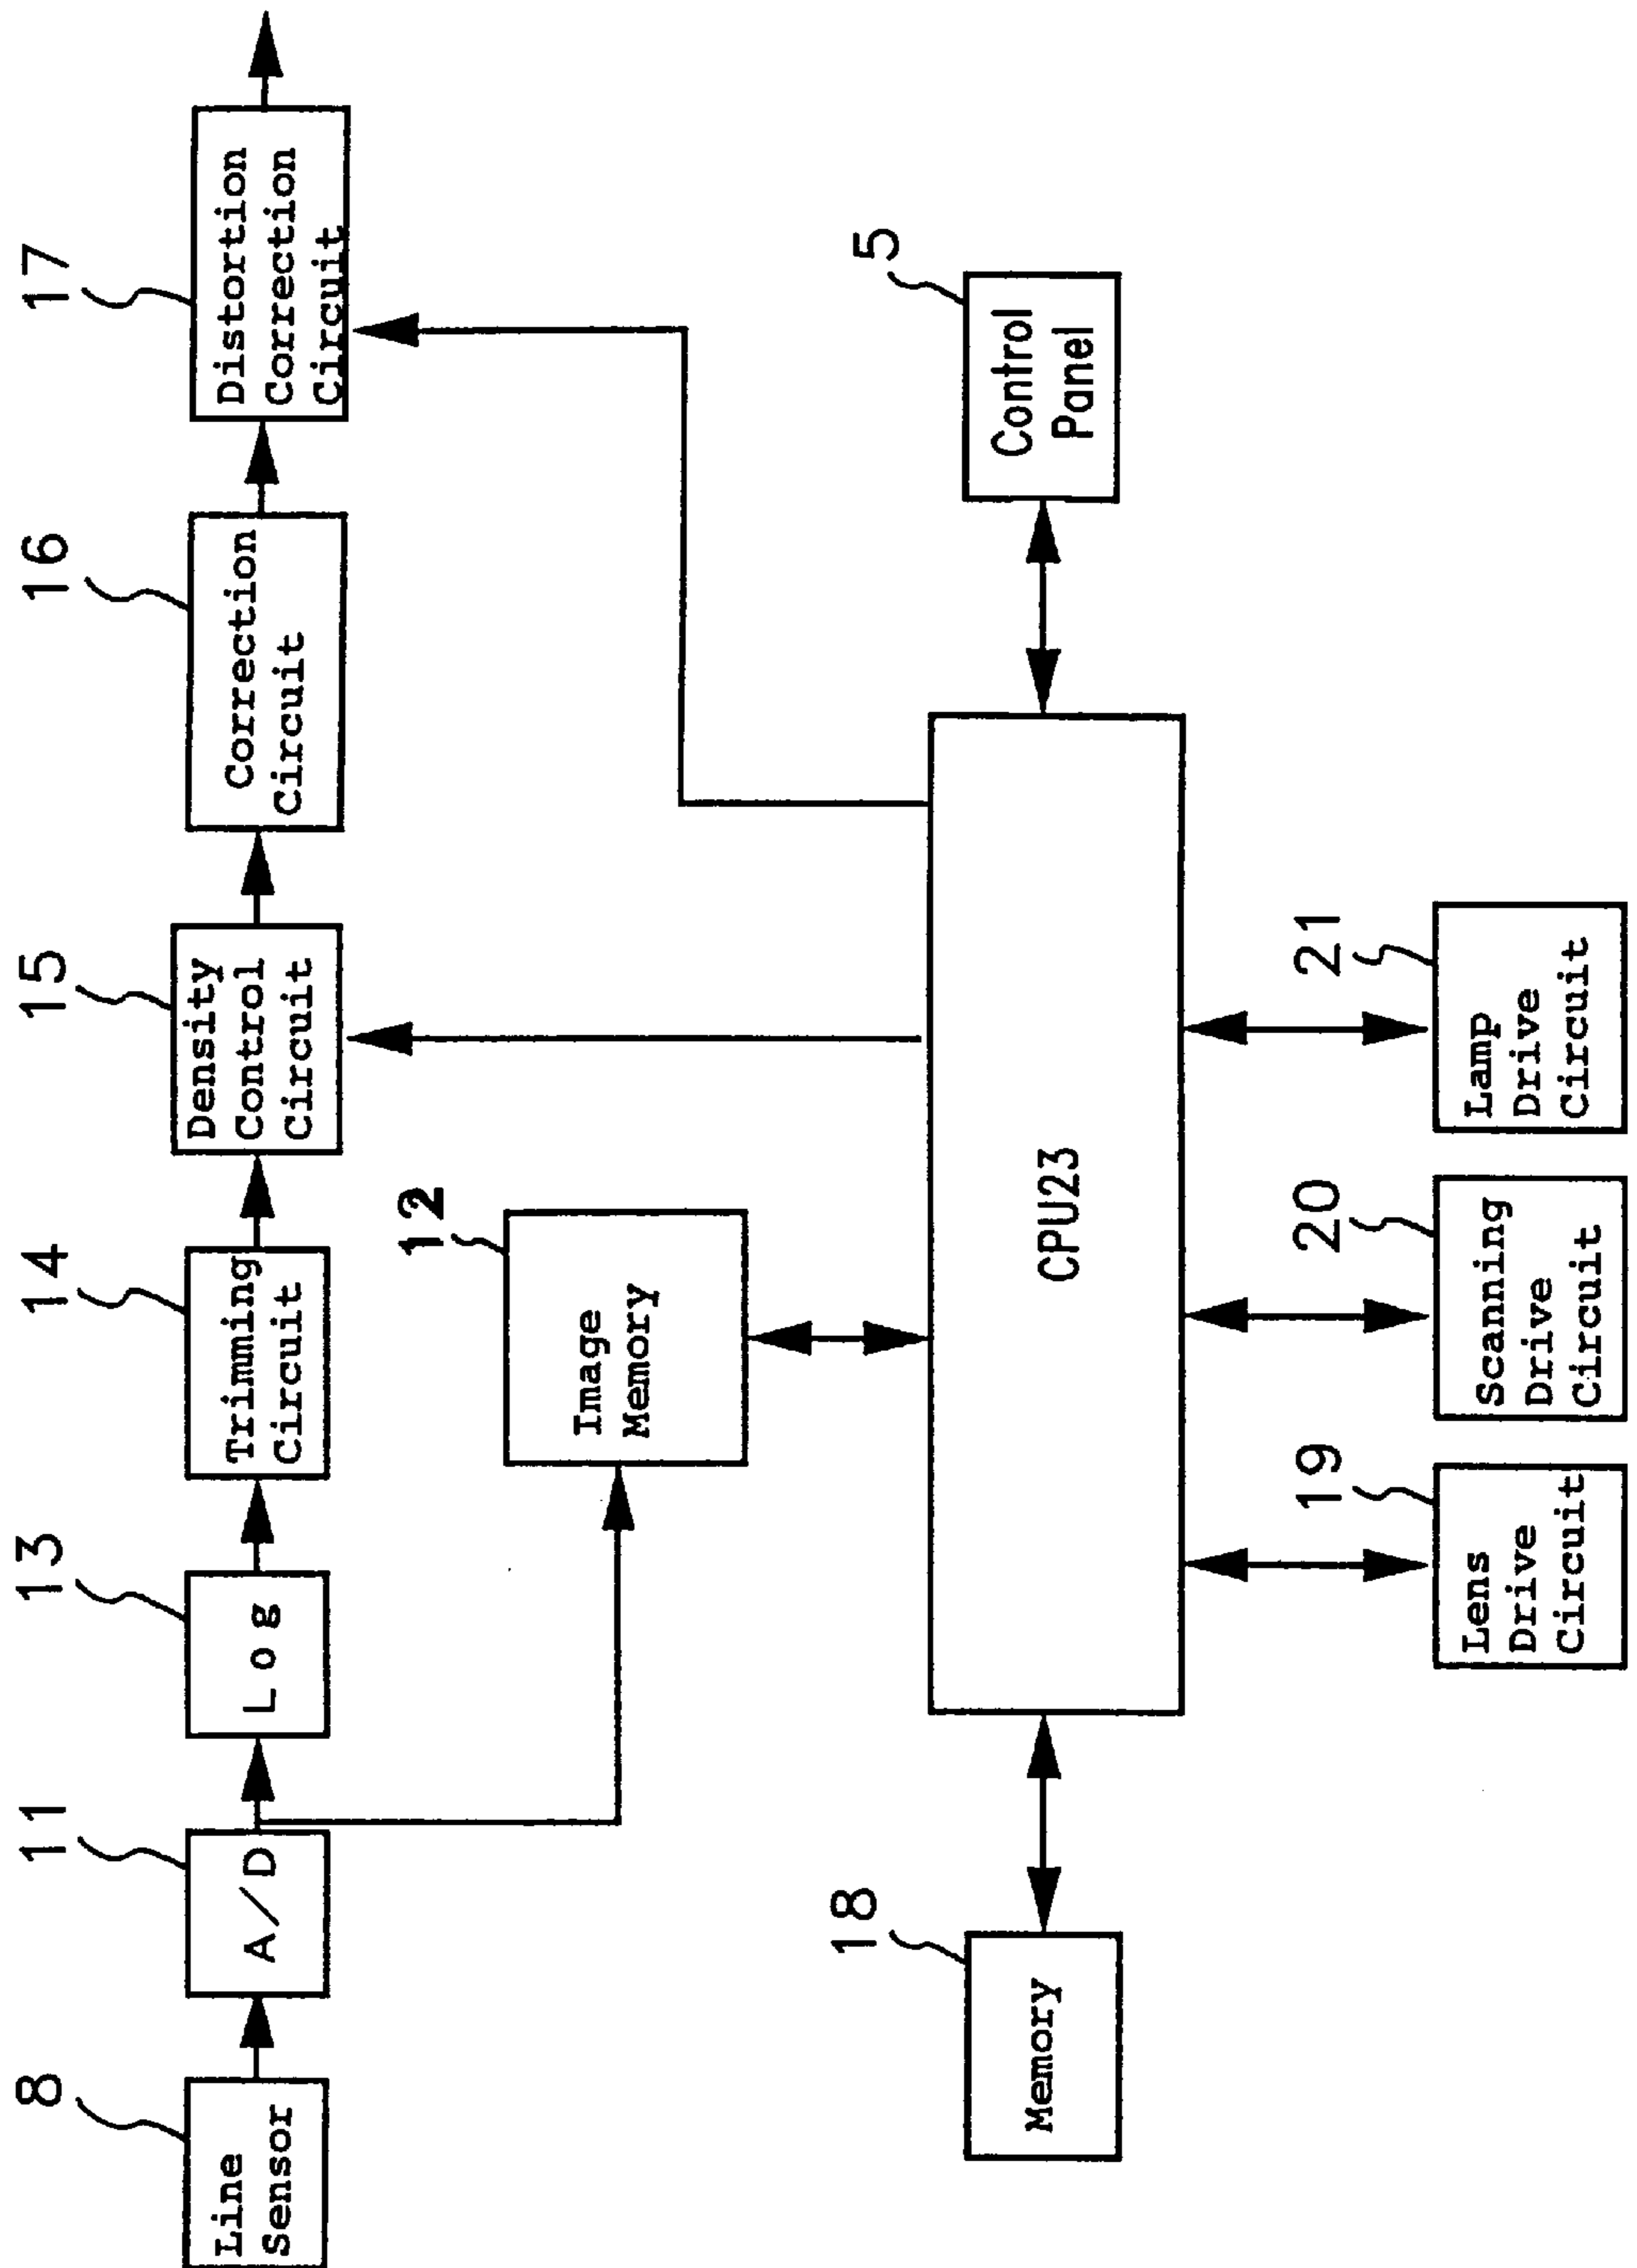 8
Line
Sensor
11
A/D
13
Log
14
Trimming
Circuit
15
Density
Control
Circuit
16
Correction
Circuit
17
Distortion
Correction
Circuit
12
Image
Memory
18
Memory
CPU23
5
Control
Panel
19
Lens
Drive
Circuit
20
Scanning
Drive
Circuit
21
Lamp
Drive
Circuit